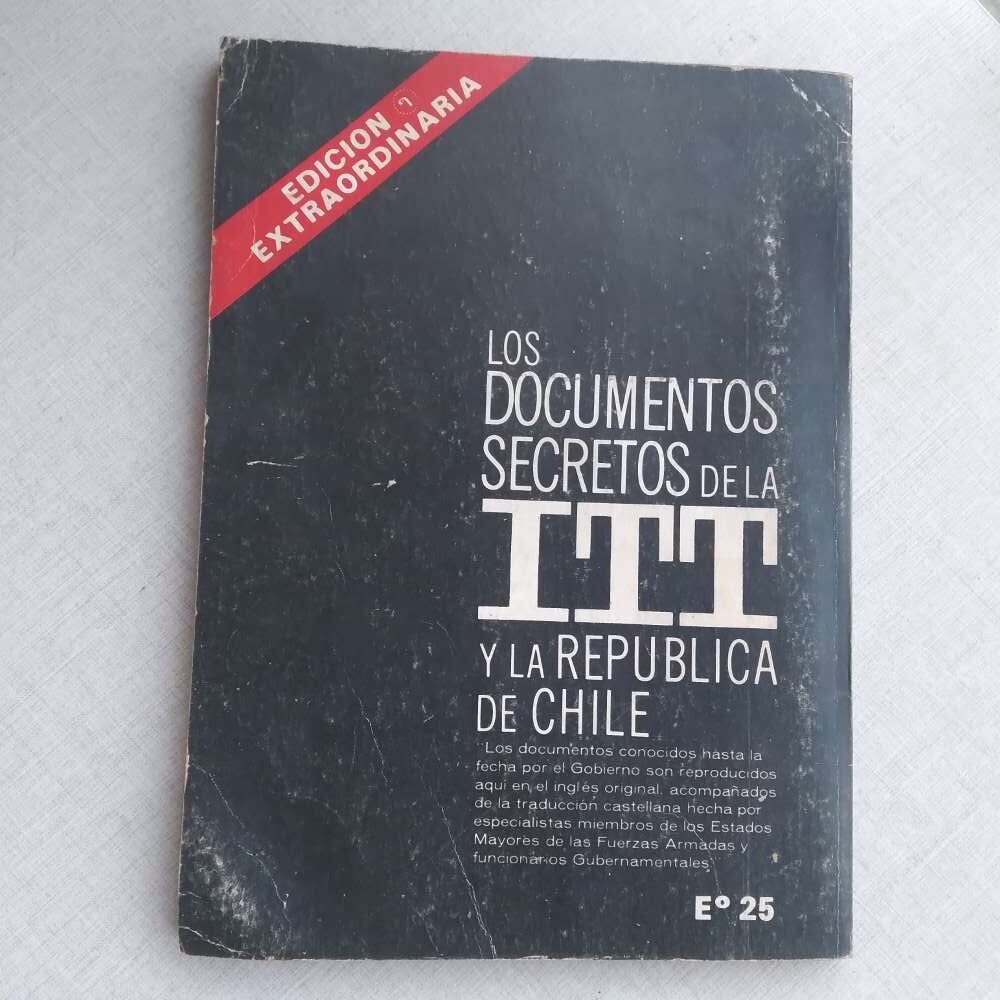 EDICION
EXTRAORDINARIA
LOS
DOCUMENTOS
SECRETOS DE LA
ITT
Y LA REPUBLICA
DE CHILE
"Los documentos conocidos hasta la
fecha por el Gobierno son reproducidos
aquí en el inglés original, acompañados
de la traducción castellana hecha por
especialistas miembros de los Estados
Mayores de las Fuerzas Armadas y
funcionarios Gubernamentales"
Eº 25